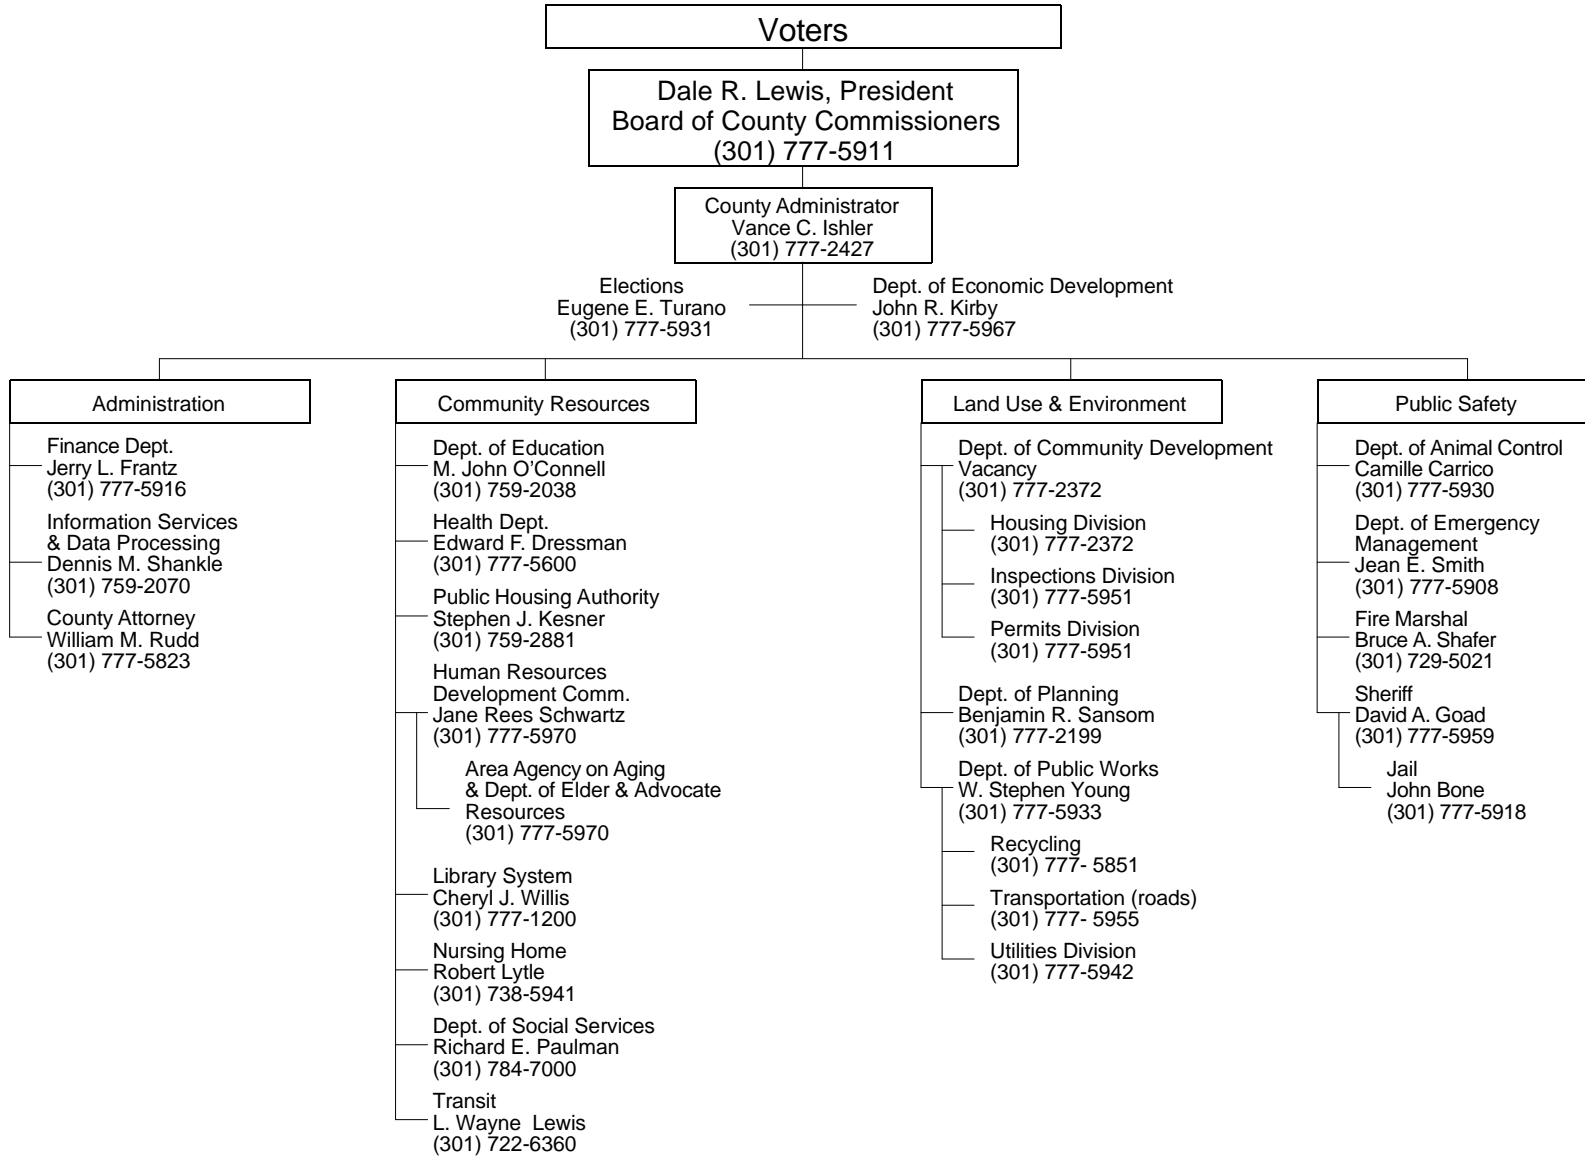 Voters
Dale R. Lewis, President
Board of County Commissioners
(301) 777-5911
County Administrator
Vance C. Ishler
(301) 777-2427
Elections
Eugene E. Turano
(301) 777-5931
Dept. of Economic Development
John R. Kirby
(301) 777-5967
Administration
Finance Dept.
Jerry L. Frantz
(301) 777-5916
Information Services
& Data Processing
Dennis M. Shankle
(301) 759-2070
County Attorney
William M. Rudd
(301) 777-5823
Community Resources
Dept. of Education
M. John O'Connell
(301) 759-2038
Health Dept.
Edward F. Dressman
(301) 777-5600
Public Housing Authority
Stephen J. Kesner
(301) 759-2881
Human Resources
Development Comm.
Jane Rees Schwartz
(301) 777-5970
Area Agency on Aging
& Dept. of Elder & Advocate
Resources
(301) 777-5970
Library System
Cheryl J. Willis
(301) 777-1200
Nursing Home
Robert Lytle
(301) 738-5941
Dept. of Social Services
Richard E. Paulman
(301) 784-7000
Transit
L. Wayne  Lewis
(301) 722-6360
Land Use & Environment
Dept. of Community Development
Vacancy
(301) 777-2372
Housing Division
(301) 777-2372
Inspections Division
(301) 777-5951
Permits Division
(301) 777-5951
Dept. of Planning
Benjamin R. Sansom
(301) 777-2199
Dept. of Public Works
W. Stephen Young
(301) 777-5933
Recycling
(301) 777- 5851
Transportation (roads)
(301) 777- 5955
Utilities Division
(301) 777-5942
Public Safety
Dept. of Animal Control
Camille Carrico
(301) 777-5930
Dept. of Emergency
Management
Jean E. Smith
(301) 777-5908
Fire Marshal
Bruce A. Shafer
(301) 729-5021
Sheriff
David A. Goad
(301) 777-5959
Jail
John Bone
(301) 777-5918